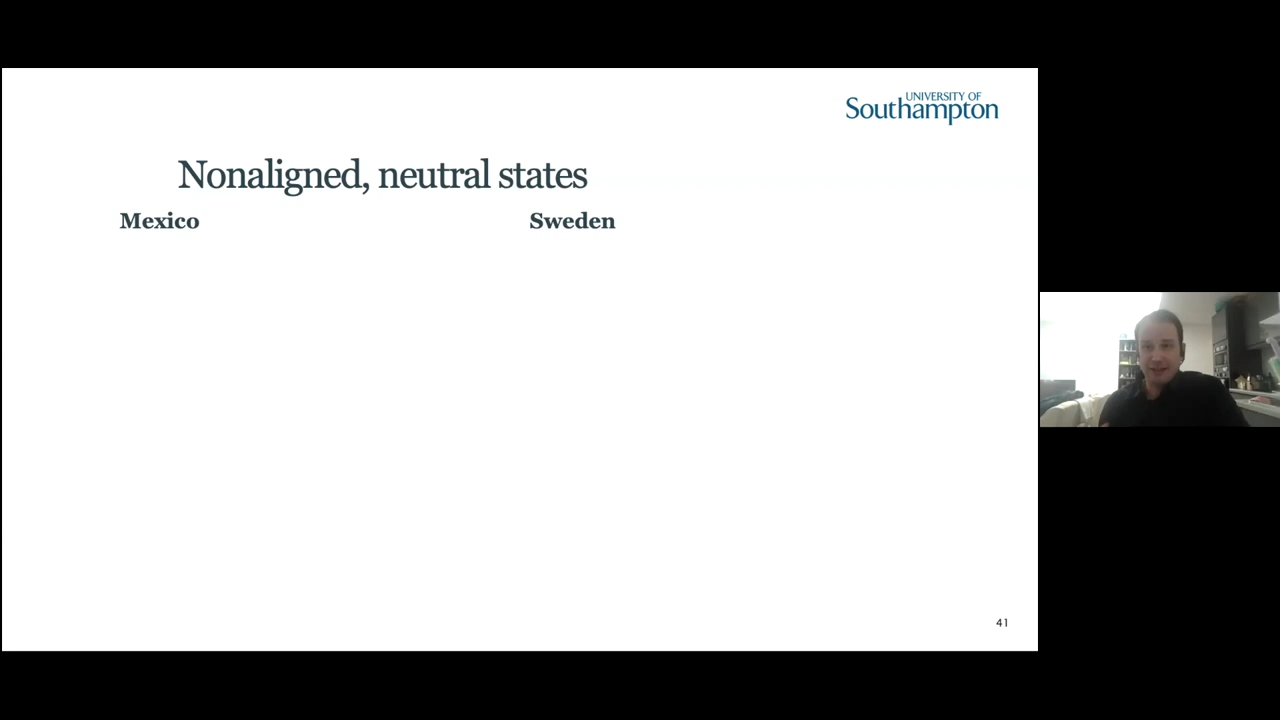 UNIVERSITY OF
Southampton
Nonaligned, neutral states
Mexico
Sweden
41